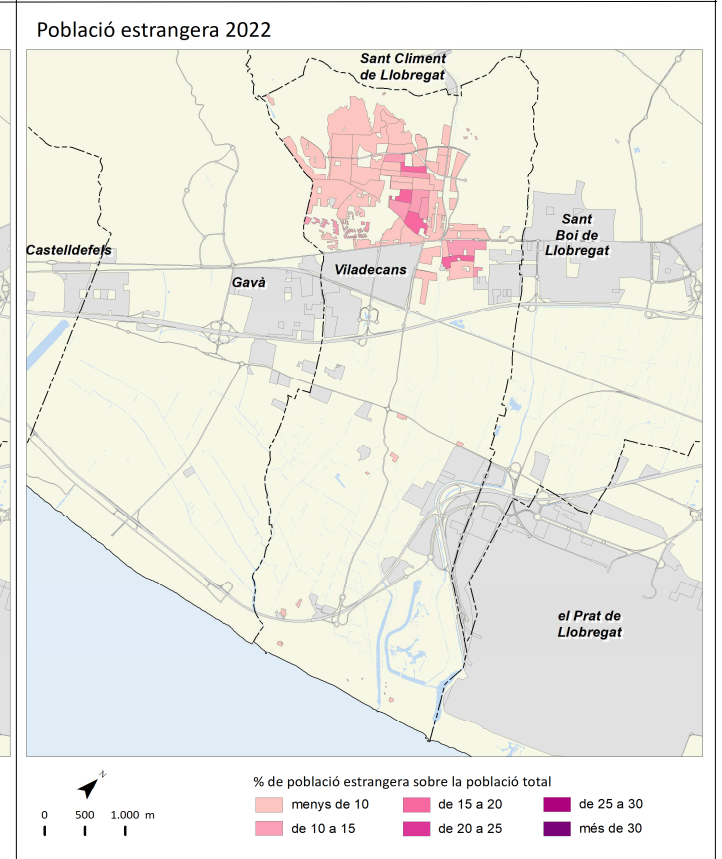 Població estrangera 2022
Sant Climent
de Llobregat
Sant
Boi de
Llobregat
Castelldefels
Gavà
Viladecans
el Prat de
Llobregat
N
% de població estrangera sobre la població total
0 500 1.000 m
menys de 10
de 15 a 20
de 25 a 30
de 10 a 15
de 20 a 25
més de 30